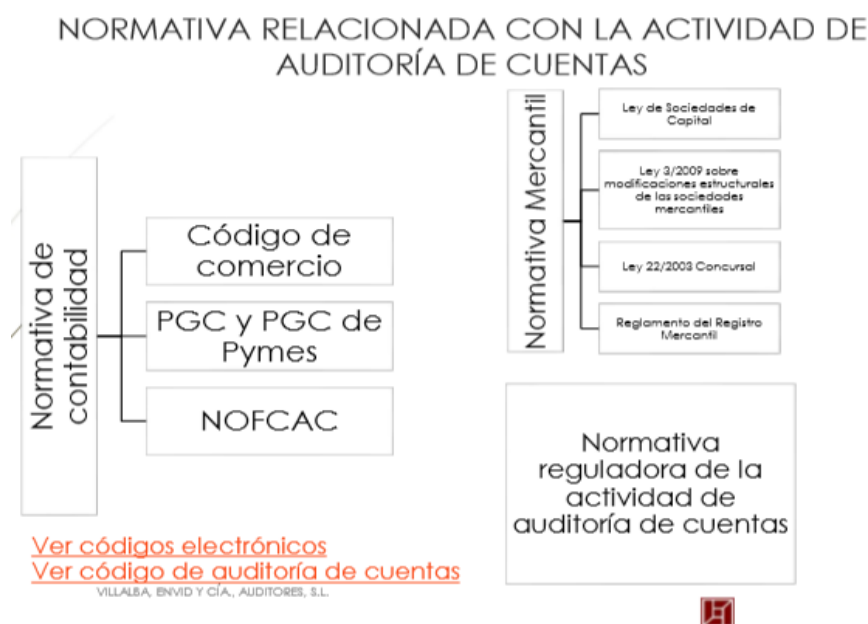 NORMATIVA RELACIONADA CON LA ACTIVIDAD DE
AUDITORÍA DE CUENTAS
Normativa de
contabilidad
Código de
comercio
PGC y PGC de
Pymes
NOFCAC
Normativa Mercantil
Ley de Sociedades de
Capital
Ley 3/2009 sobre
modificaciones estructurales
de las sociedades
mercantiles
Ley 22/2003 Concursal
Reglamento del Registro
Mercantil
Normativa
reguladora de la
actividad de
auditoría de cuentas
Ver códigos electrónicos
Ver código de auditoría de cuentas
VILLALBA, ENVID Y CÍA., AUDITORES, S.L.